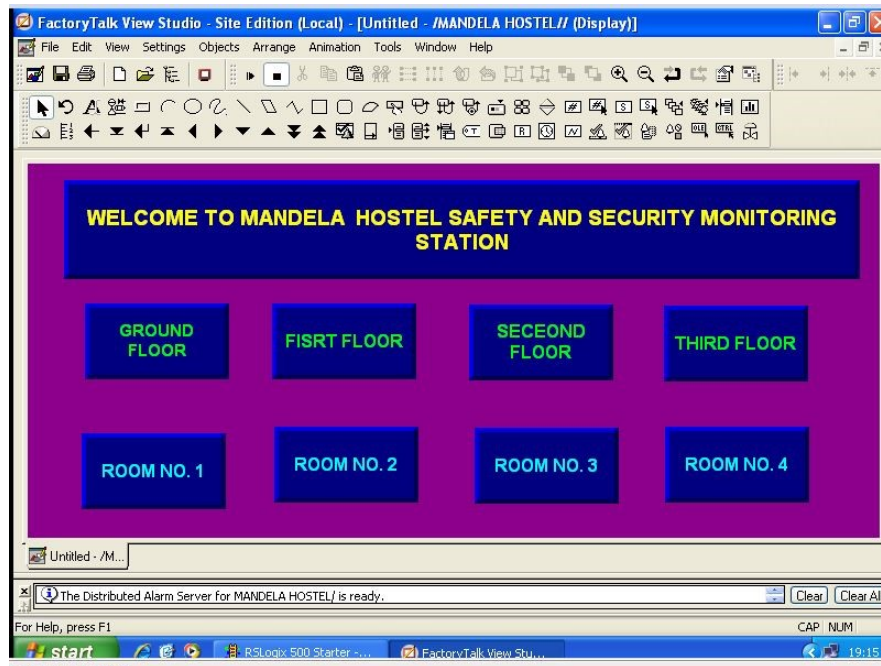 FactoryTalk View Studio - Site Edition (Local) - [Untitled - /MANDELA HOSTEL// (Display)]
File Edit View Settings Objects Arrange Animation Tools Window Help
WELCOME TO MANDELA HOSTEL SAFETY AND SECURITY MONITORING
STATION
GROUND
FLOOR
FISRT FLOOR
SECEOND
FLOOR
THIRD FLOOR
ROOM NO. 1
ROOM NO. 2
ROOM NO. 3
ROOM NO. 4
Untitled - /M...
The Distributed Alarm Server for MANDELA HOSTEL/ is ready.
Clear
Clear Al
For Help, press F1
CAP NUM
start
RSLogix 500 Starter -...
FactoryTalk View Stu...
19:15